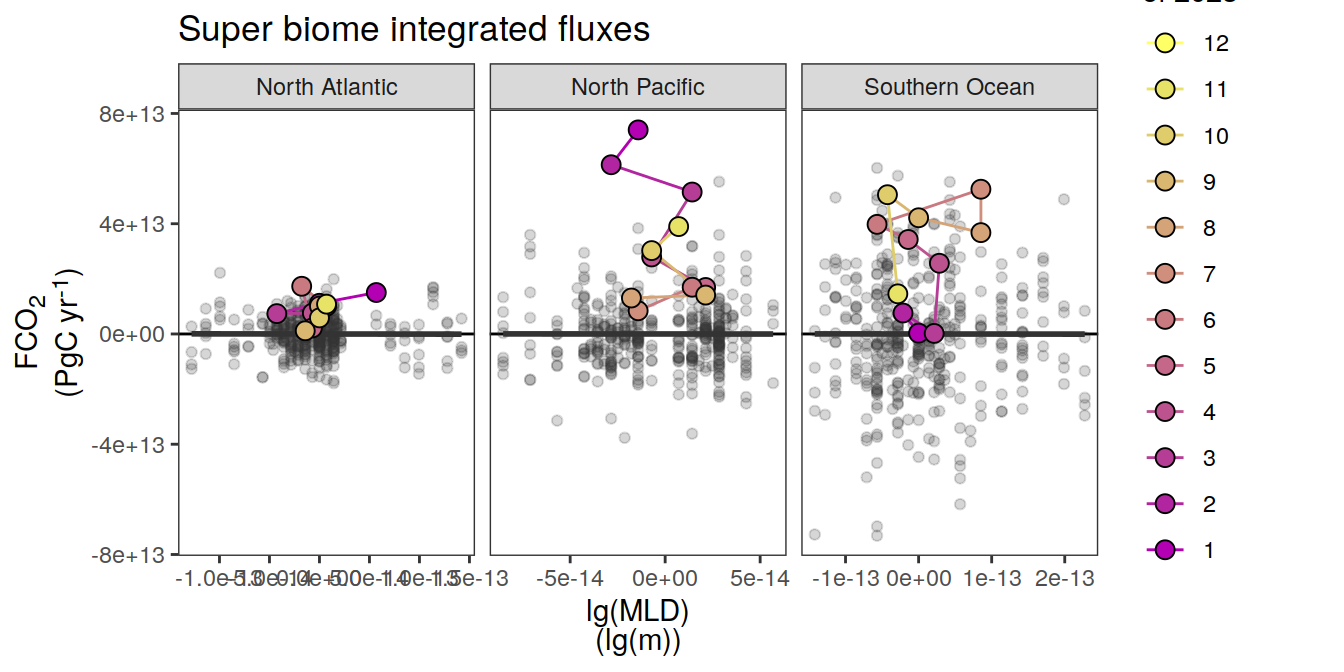 Super biome integrated fluxes
North Atlantic
North Pacific
Southern Ocean
8e+13
4e+13
0e+00
-4e+13
-8e+13
FCO2
(PgC yr⁻¹)
-5e-14 0e+00 5e-14
-1e-13 0e+00 1e-13 2e-13
lg(MLD)
(lg(m))
12
11
10
9
8
7
6
5
4
3
2
1